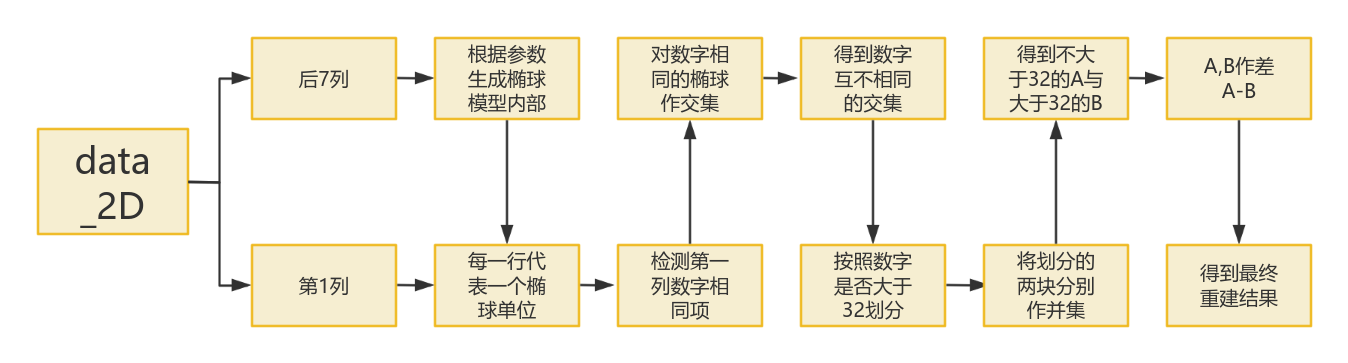 data
_2D
后7列
第1列
根据参数
生成椭球
模型内部
每一行代
表一个椭
球单位
检测第一
列数字相
同项
对数字相
同的椭球
作交集
得到数字
互不相同
的交集
按照数字
是否大于
32划分
将划分的
两块分别
作并集
得到不大
于32的A与
大于32的B
A,B作差
A-B
得到最终
重建结果